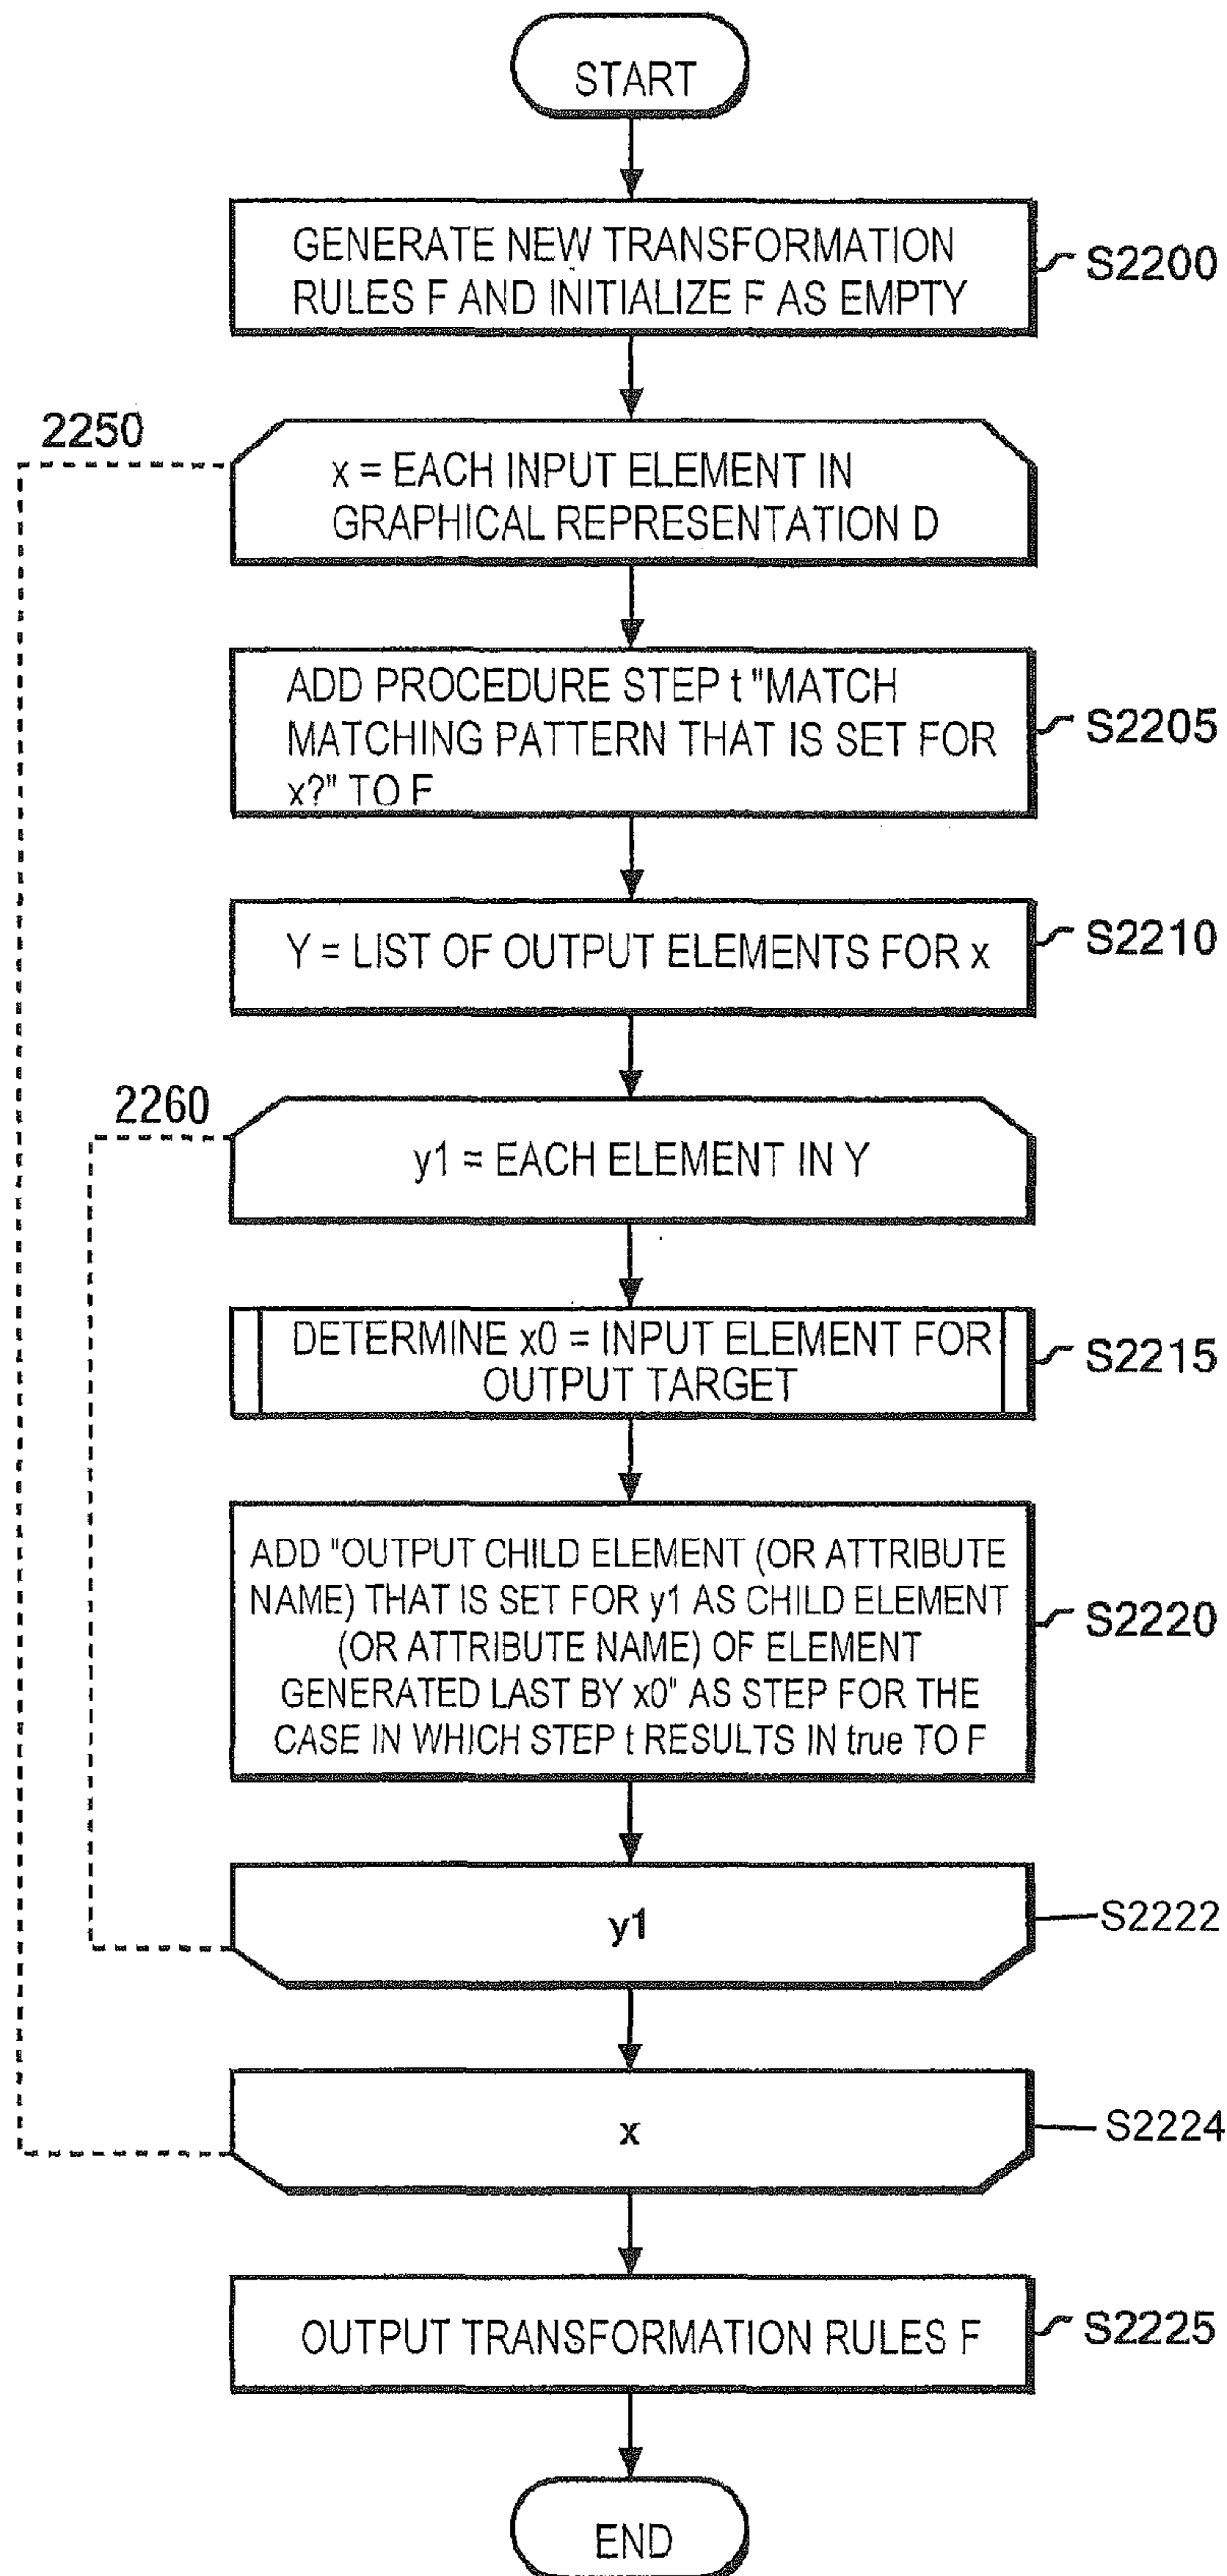 START
GENERATE NEW TRANSFORMATION
RULES F AND INITIALIZE F AS EMPTY
S2200
2250
x = EACH INPUT ELEMENT IN
GRAPHICAL REPRESENTATION D
ADD PROCEDURE STEP t "MATCH
MATCHING PATTERN THAT IS SET FOR
x?" TO F
S2205
Y = LIST OF OUTPUT ELEMENTS FOR x
S2210
2260
y1 = EACH ELEMENT IN Y
DETERMINE x0 = INPUT ELEMENT FOR
OUTPUT TARGET
S2215
ADD "OUTPUT CHILD ELEMENT (OR ATTRIBUTE
NAME) THAT IS SET FOR y1 AS CHILD ELEMENT
(OR ATTRIBUTE NAME) OF ELEMENT
GENERATED LAST BY x0" AS STEP FOR THE
CASE IN WHICH STEP t RESULTS IN true TO F
S2220
y1
S2222
x
S2224
OUTPUT TRANSFORMATION RULES F
S2225
END